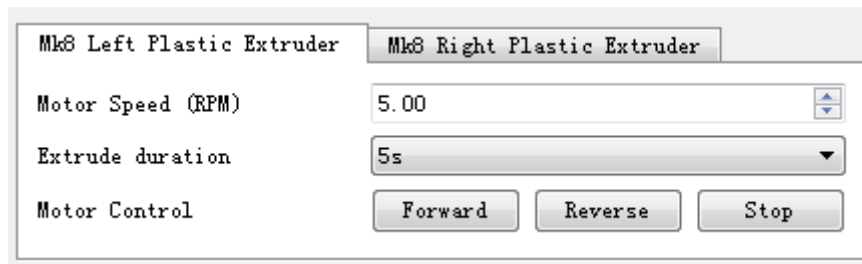 Mk8 Left Plastic Extruder Mk8 Right Plastic Extruder
Motor Speed (RPM) 5.00
Extrude duration 5s
Motor Control Forward Reverse Stop